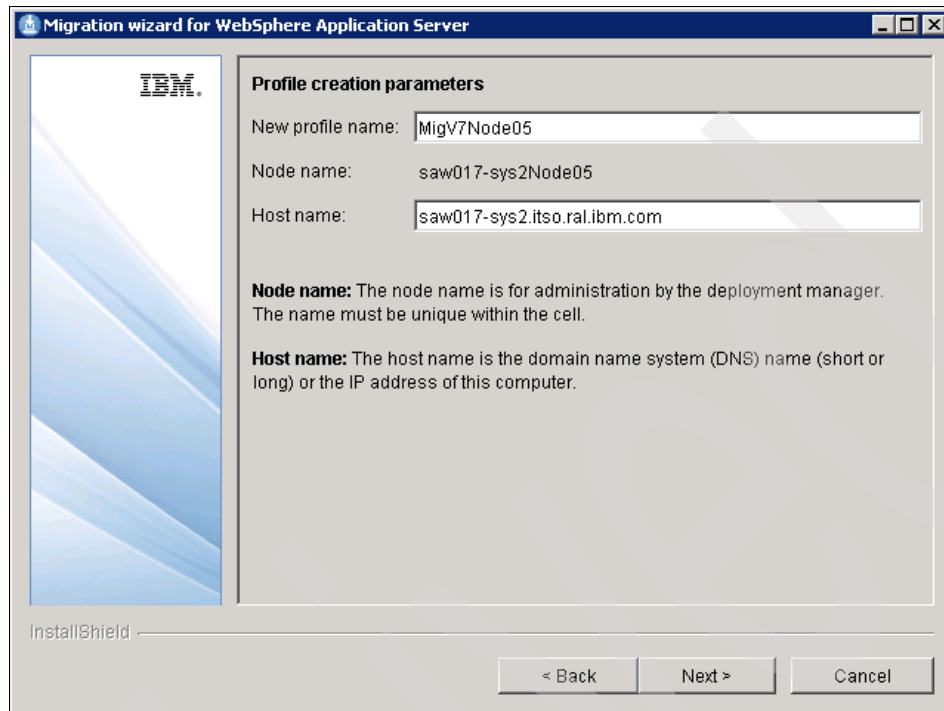 Migration wizard for WebSphere Application Server
IBM.
Profile creation parameters
New profile name: MigV7Node05
Node name: saw017-sys2Node05
Host name: saw017-sys2.itso.ral.ibm.com
Node name: The node name is for administration by the deployment manager.
The name must be unique within the cell.
Host name: The host name is the domain name system (DNS) name (short or
long) or the IP address of this computer.
InstallShield
< Back Next > Cancel